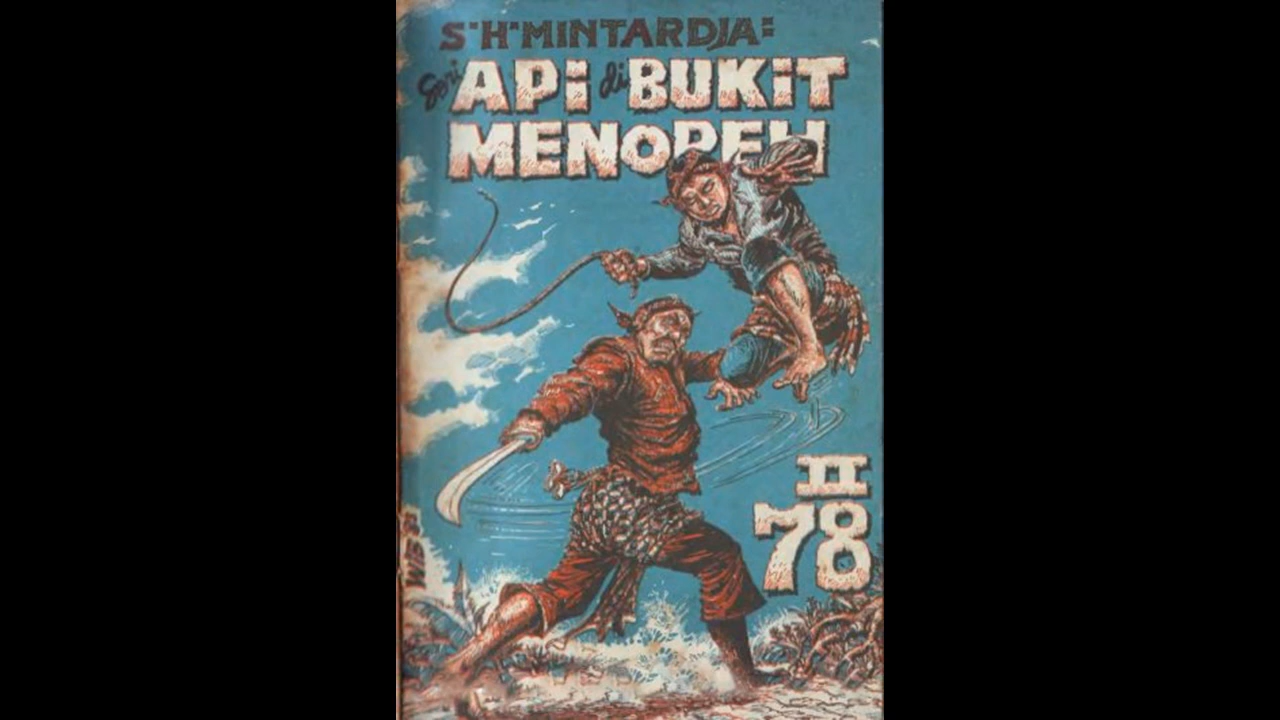 S·H·MINTARDJA:
Seri API di BUKIT
MENOREH
II
78